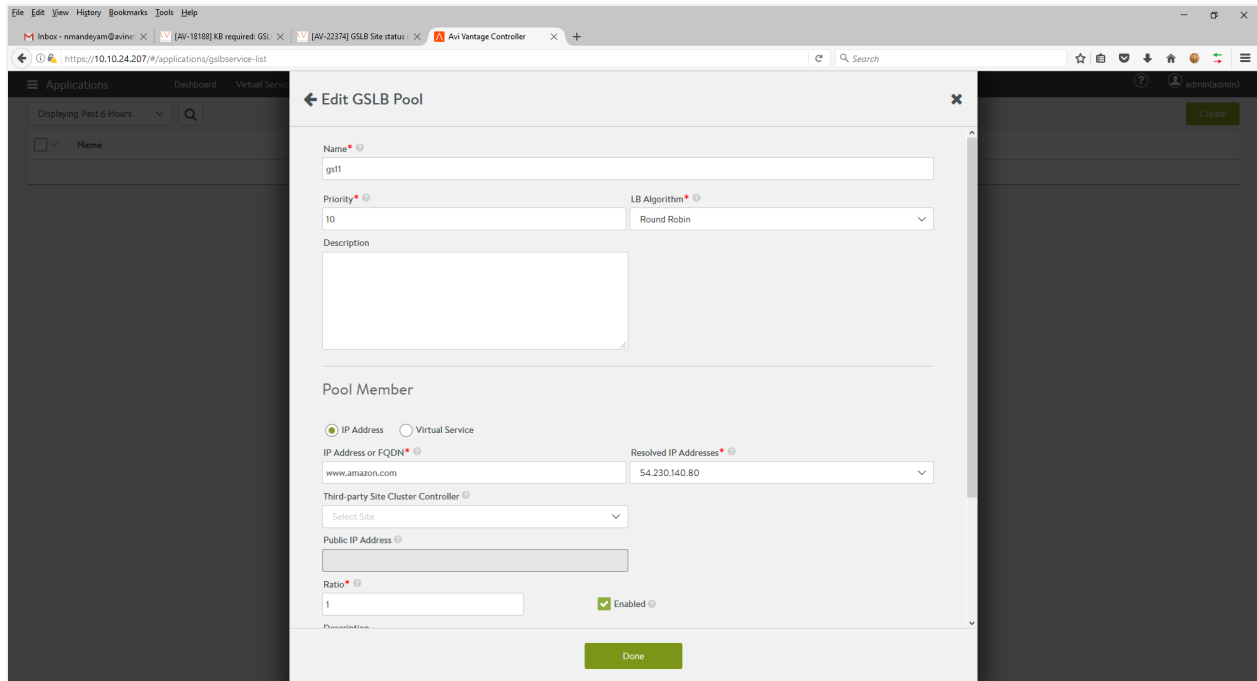 File Edit View History Bookmarks Tools Help
Inbox - nmandeyam@avinet
[AV-18188] KB required: GSL
[AV-22374] GSLB Site status i
Avi Vantage Controller
https://10.10.24.207/#/applications/gslbservice-list
Search
Applications
Dashboard
Virtual Servic
admin(admin)
Displaying Past 6 Hours
Create
Name
Edit GSLB Pool
Name*
gs11
Priority*
LB Algorithm*
10
Round Robin
Description
Pool Member
IP Address
Virtual Service
IP Address or FQDN*
Resolved IP Addresses*
www.amazon.com
54.230.140.80
Third-party Site Cluster Controller
Select Site
Public IP Address
Ratio*
1
Enabled
Description
Done